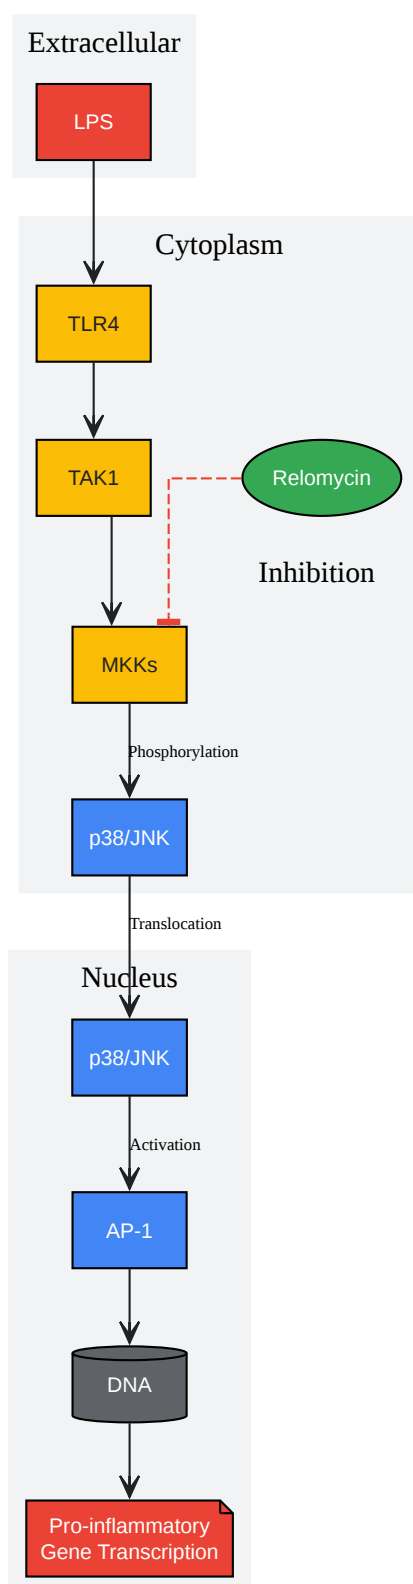 Extracellular
LPS
Cytoplasm
TLR4
TAK1
Relomycin
Inhibition
MKKs
Phosphorylation
p38/JNK
Translocation
Nucleus
p38/JNK
Activation
AP-1
DNA
Pro-inflammatory
Gene Transcription